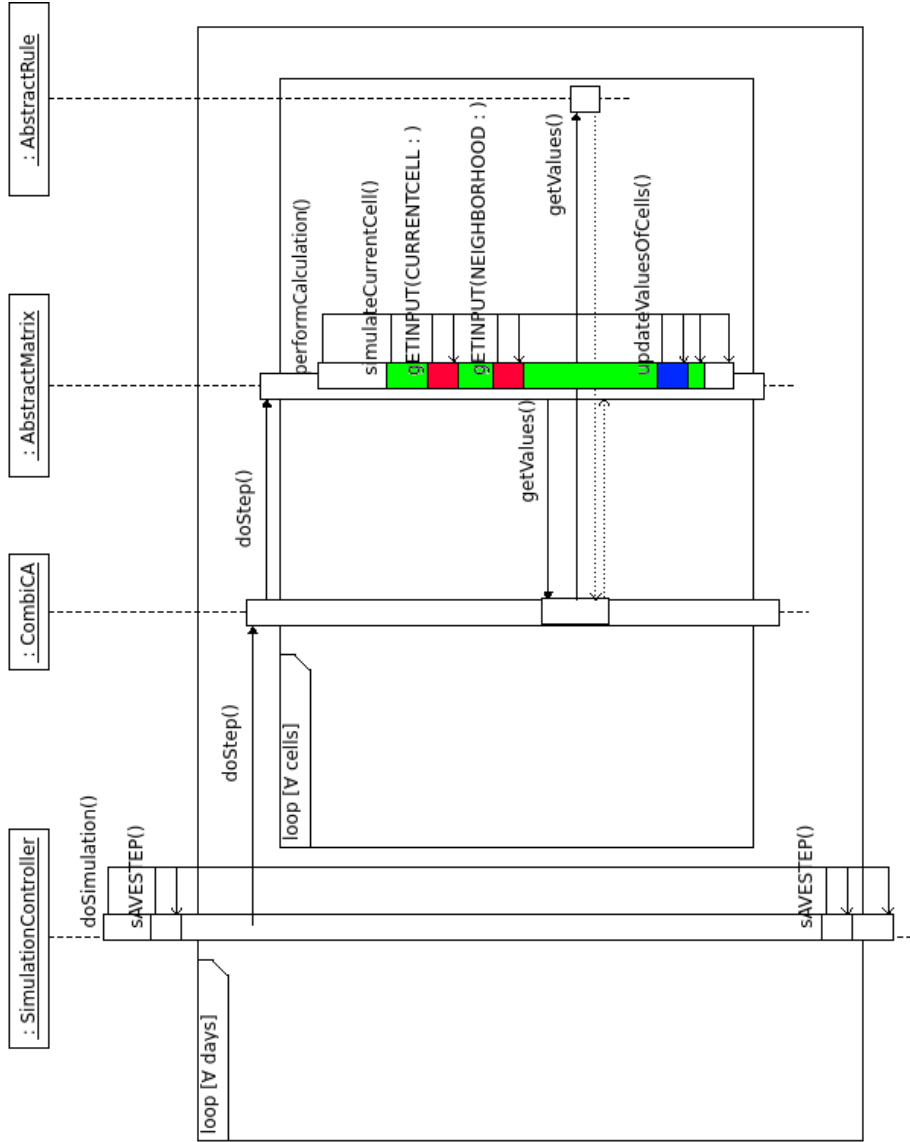 : SimulationController
: CombiCA
: AbstractMatrix
: AbstractRule
doSimulation()
sAVESTEP()
loop [∀ days]
doStep()
doStep()
loop [∀ cells]
performCalculation()
simulateCurrentCell()
gETINPUT(CURRENTCELL : )
gETINPUT(NEIGHBORHOOD : )
getValues()
getValues()
updateValuesOfCells()
sAVESTEP()